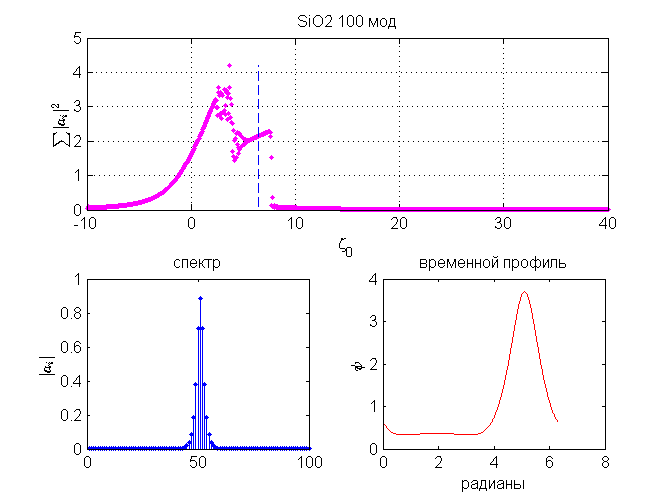 SiO2 100 мод
5
4
3
2
1
0
∑ |aᵢ|²
-10 0 10 20 30 40
ζ₀
спектр
1
0.8
0.6
0.4
0.2
0
|aᵢ|
0 50 100
временной профиль
4
3
2
1
0
ψ
0 2 4 6 8
радианы